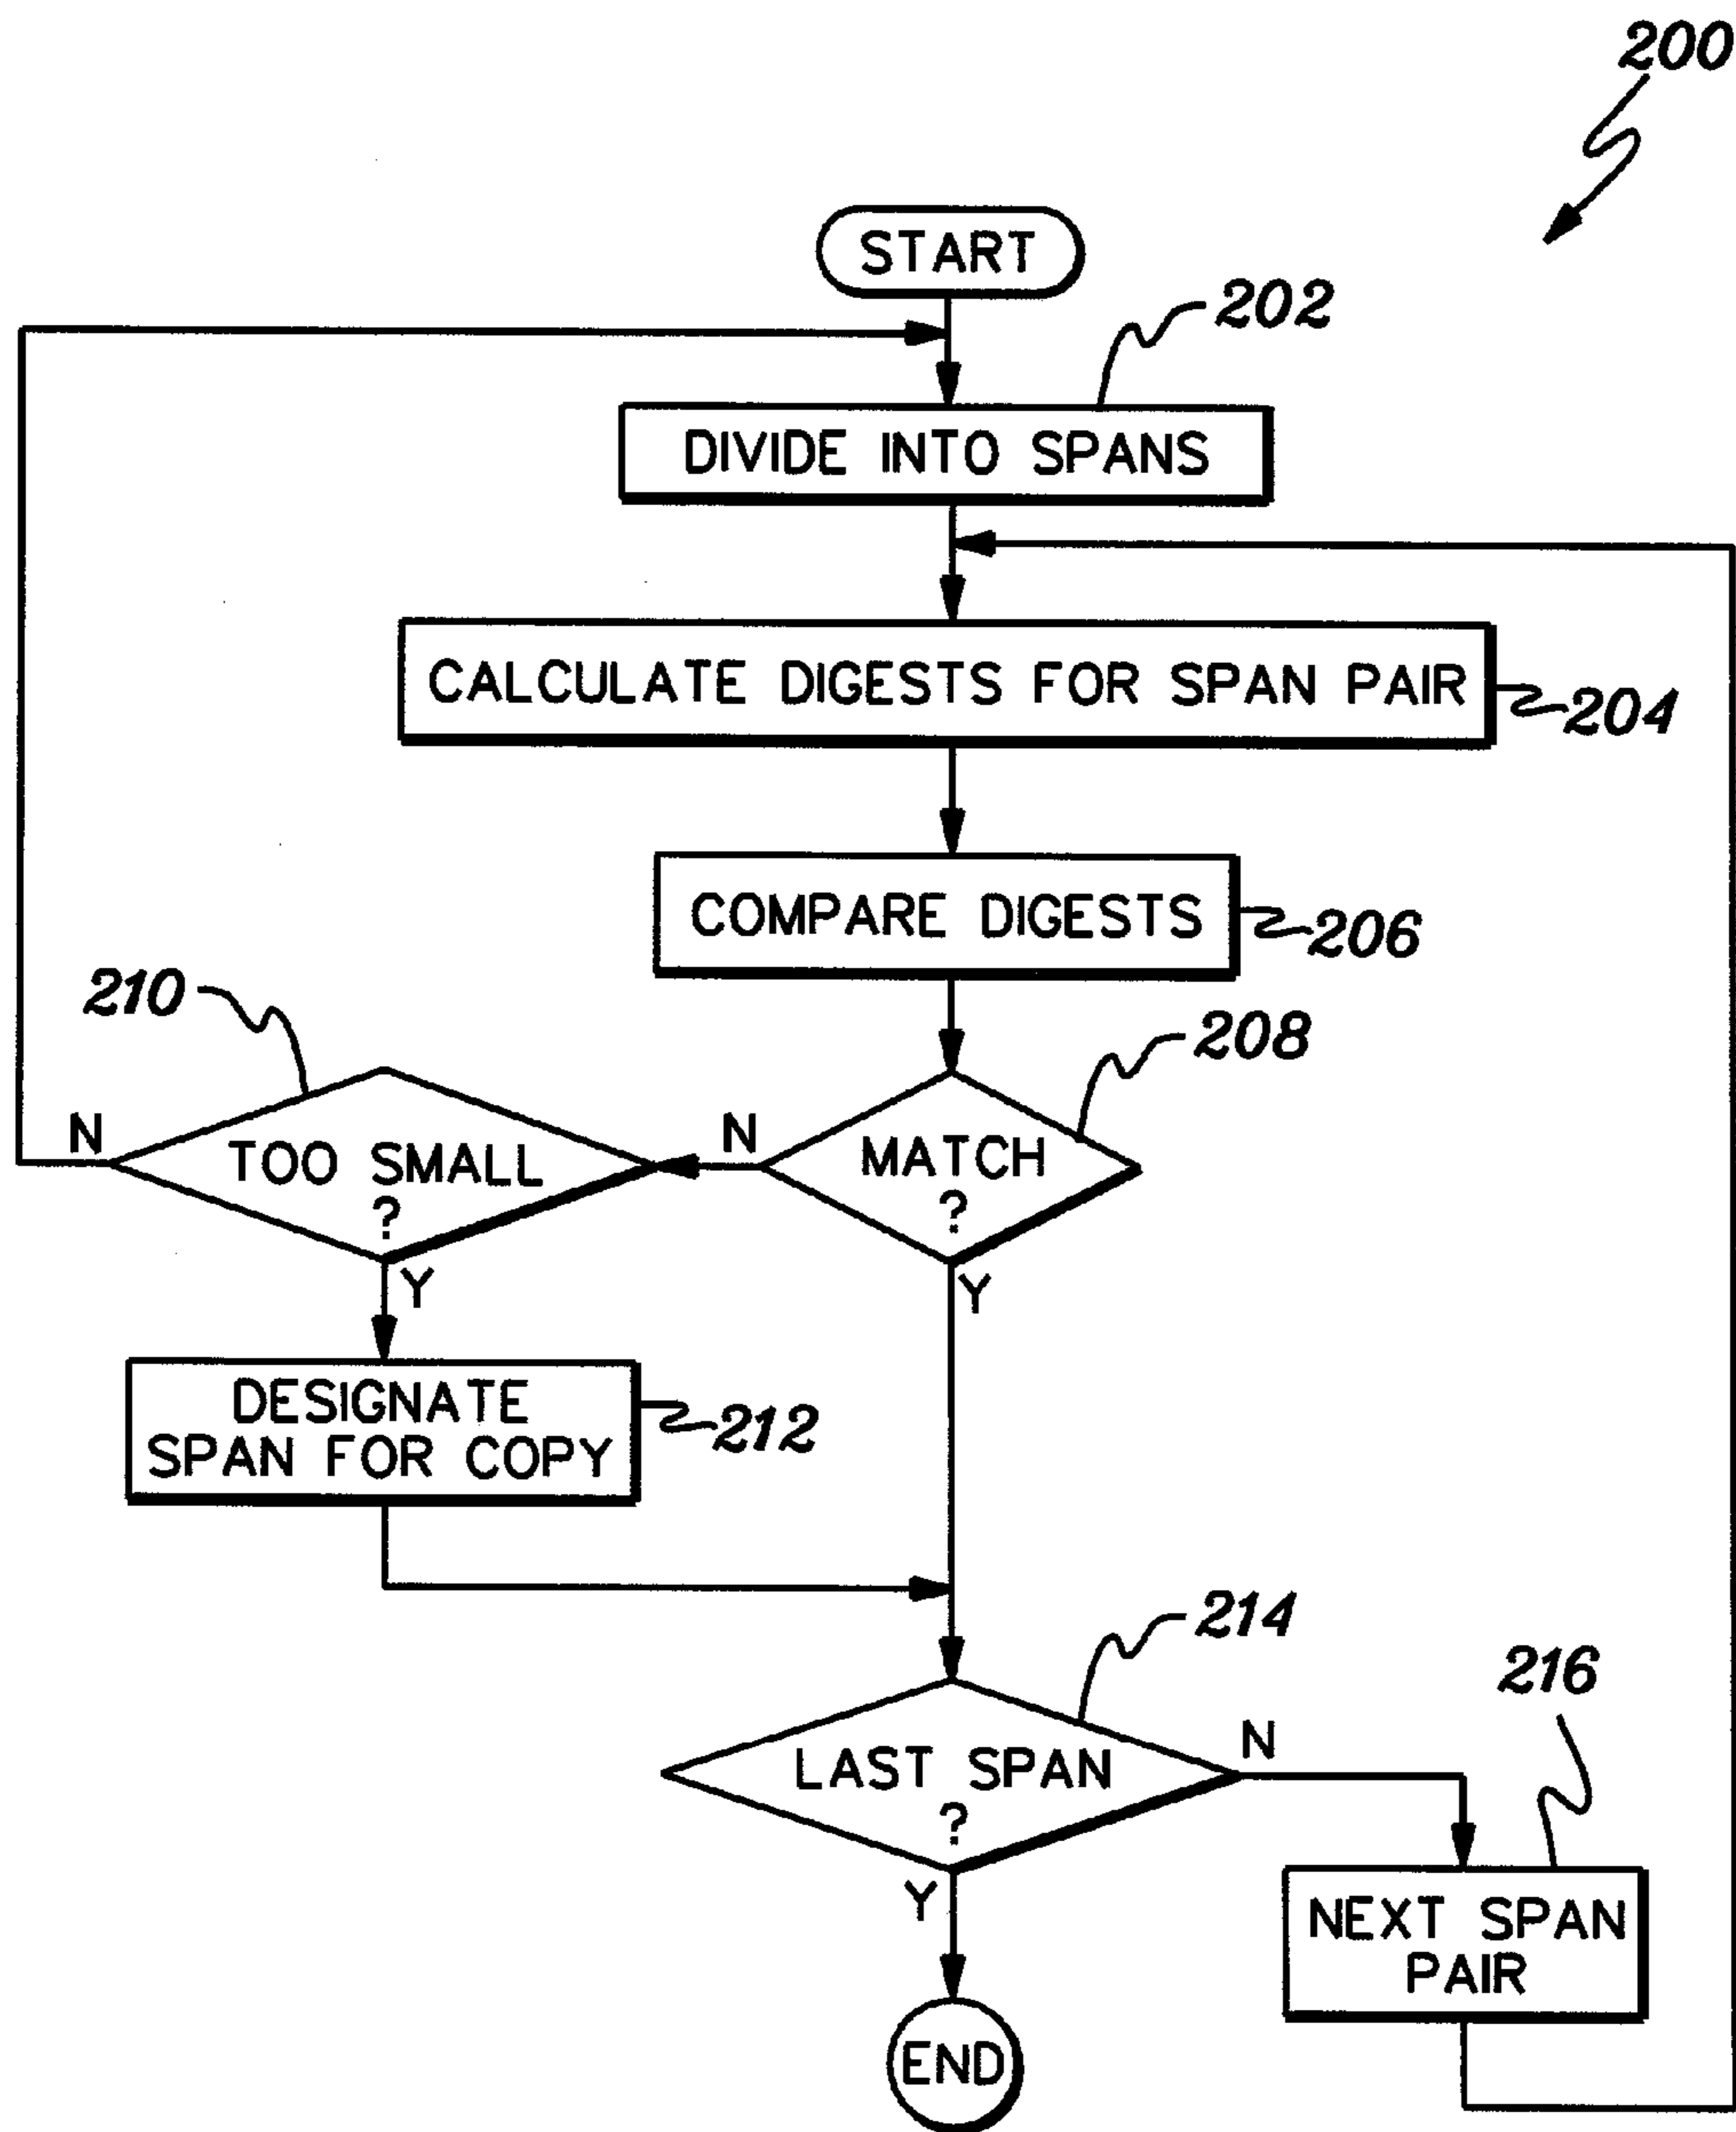 200
START
202
DIVIDE INTO SPANS
CALCULATE DIGESTS FOR SPAN PAIR
204
COMPARE DIGESTS
206
210
208
N
TOO SMALL
?
N
MATCH
?
Y
Y
DESIGNATE
SPAN FOR COPY
212
214
216
LAST SPAN
?
N
Y
NEXT SPAN
PAIR
END